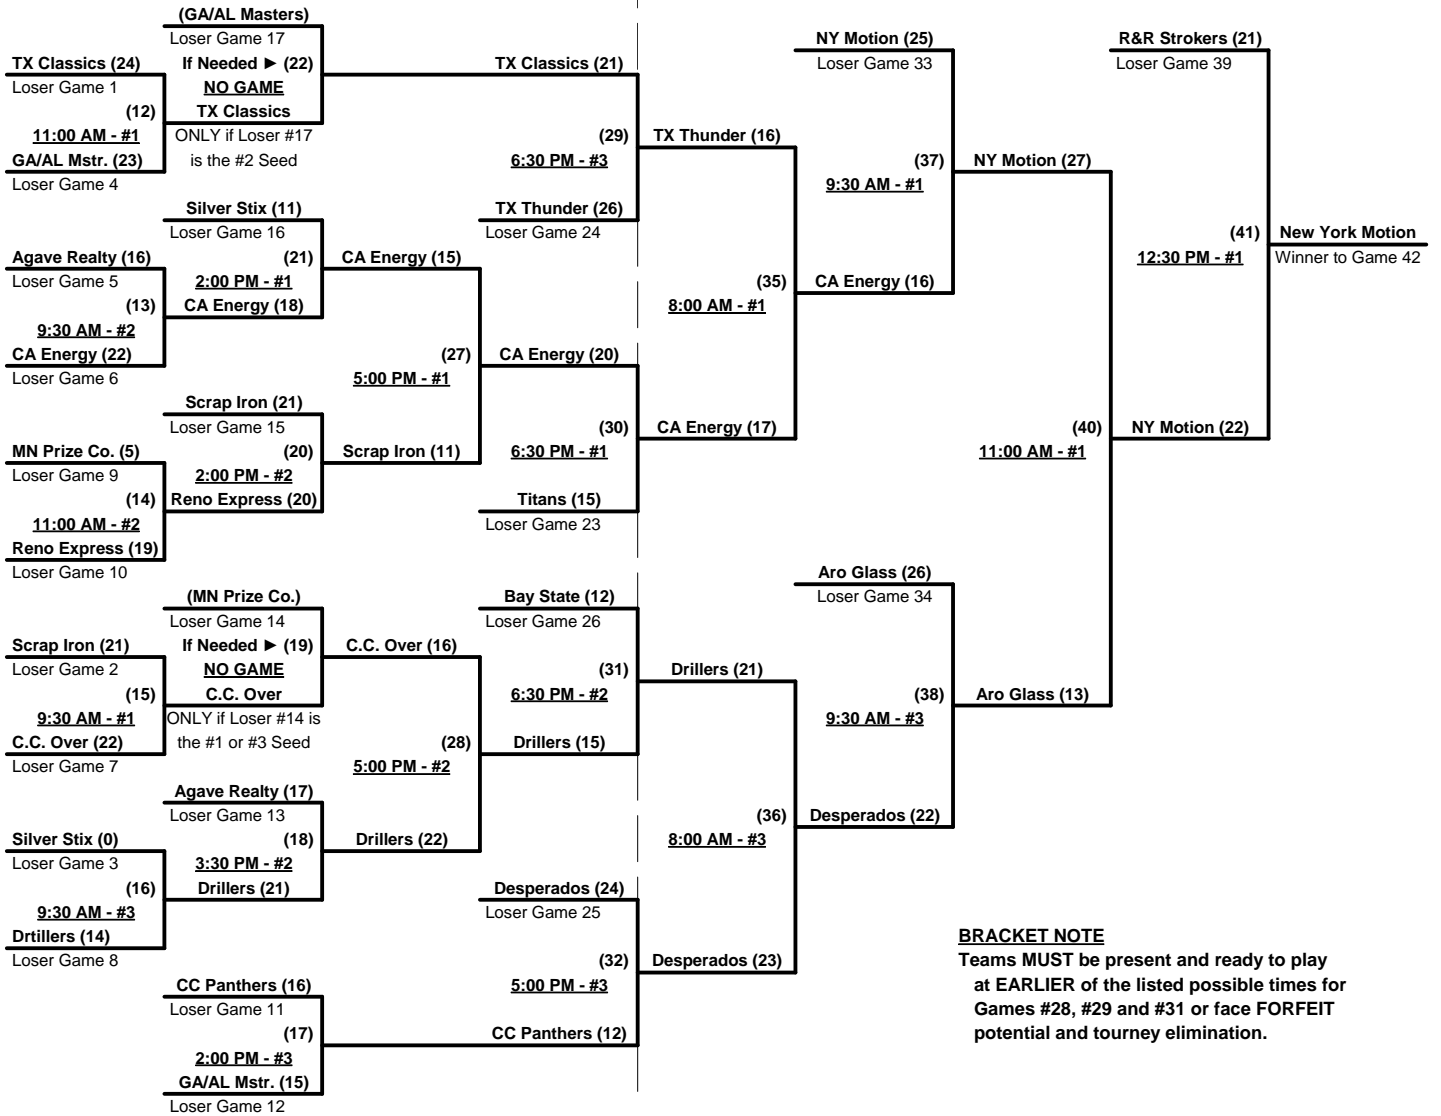 (GA/AL Masters)
Loser Game 17
TX Classics (24)
Loser Game 1
If Needed ► (22)
NO GAME
TX Classics
ONLY if Loser #17
is the #2 Seed
(12)
11:00 AM - #1
GA/AL Mstr. (23)
Loser Game 4
TX Classics (21)
(29)
6:30 PM - #3
TX Thunder (26)
Loser Game 24
Silver Stix (11)
Loser Game 16
Agave Realty (16)
Loser Game 5
(21)
2:00 PM - #1
CA Energy (18)
(13)
9:30 AM - #2
CA Energy (22)
Loser Game 6
CA Energy (15)
(27)
5:00 PM - #1
Scrap Iron (21)
Loser Game 15
MN Prize Co. (5)
Loser Game 9
(20)
2:00 PM - #2
Reno Express (20)
(14)
11:00 AM - #2
Reno Express (19)
Loser Game 10
Scrap Iron (11)
CA Energy (20)
(30)
6:30 PM - #1
Titans (15)
Loser Game 23
(MN Prize Co.)
Loser Game 14
Scrap Iron (21)
Loser Game 2
If Needed ► (19)
NO GAME
C.C. Over
ONLY if Loser #14 is
the #1 or #3 Seed
(15)
9:30 AM - #1
C.C. Over (22)
Loser Game 7
C.C. Over (16)
(28)
5:00 PM - #2
Bay State (12)
Loser Game 26
(31)
6:30 PM - #2
Drillers (15)
Agave Realty (17)
Loser Game 13
Silver Stix (0)
Loser Game 3
(18)
3:30 PM - #2
Drillers (21)
(16)
9:30 AM - #3
Drtillers (14)
Loser Game 8
Drillers (22)
Desperados (24)
Loser Game 25
(32)
5:00 PM - #3
CC Panthers (12)
CC Panthers (16)
Loser Game 11
(17)
2:00 PM - #3
GA/AL Mstr. (15)
Loser Game 12
TX Thunder (16)
(35)
8:00 AM - #1
CA Energy (17)
Drillers (21)
(36)
8:00 AM - #3
Desperados (23)
NY Motion (25)
Loser Game 33
(37)
9:30 AM - #1
CA Energy (16)
Aro Glass (26)
Loser Game 34
(38)
9:30 AM - #3
Desperados (22)
NY Motion (27)
(40)
11:00 AM - #1
Aro Glass (13)
R&R Strokers (21)
Loser Game 39
(41)
12:30 PM - #1
NY Motion (22)
New York Motion
Winner to Game 42
BRACKET NOTE
Teams MUST be present and ready to play
at EARLIER of the listed possible times for
Games #28, #29 and #31 or face FORFEIT
potential and tourney elimination.